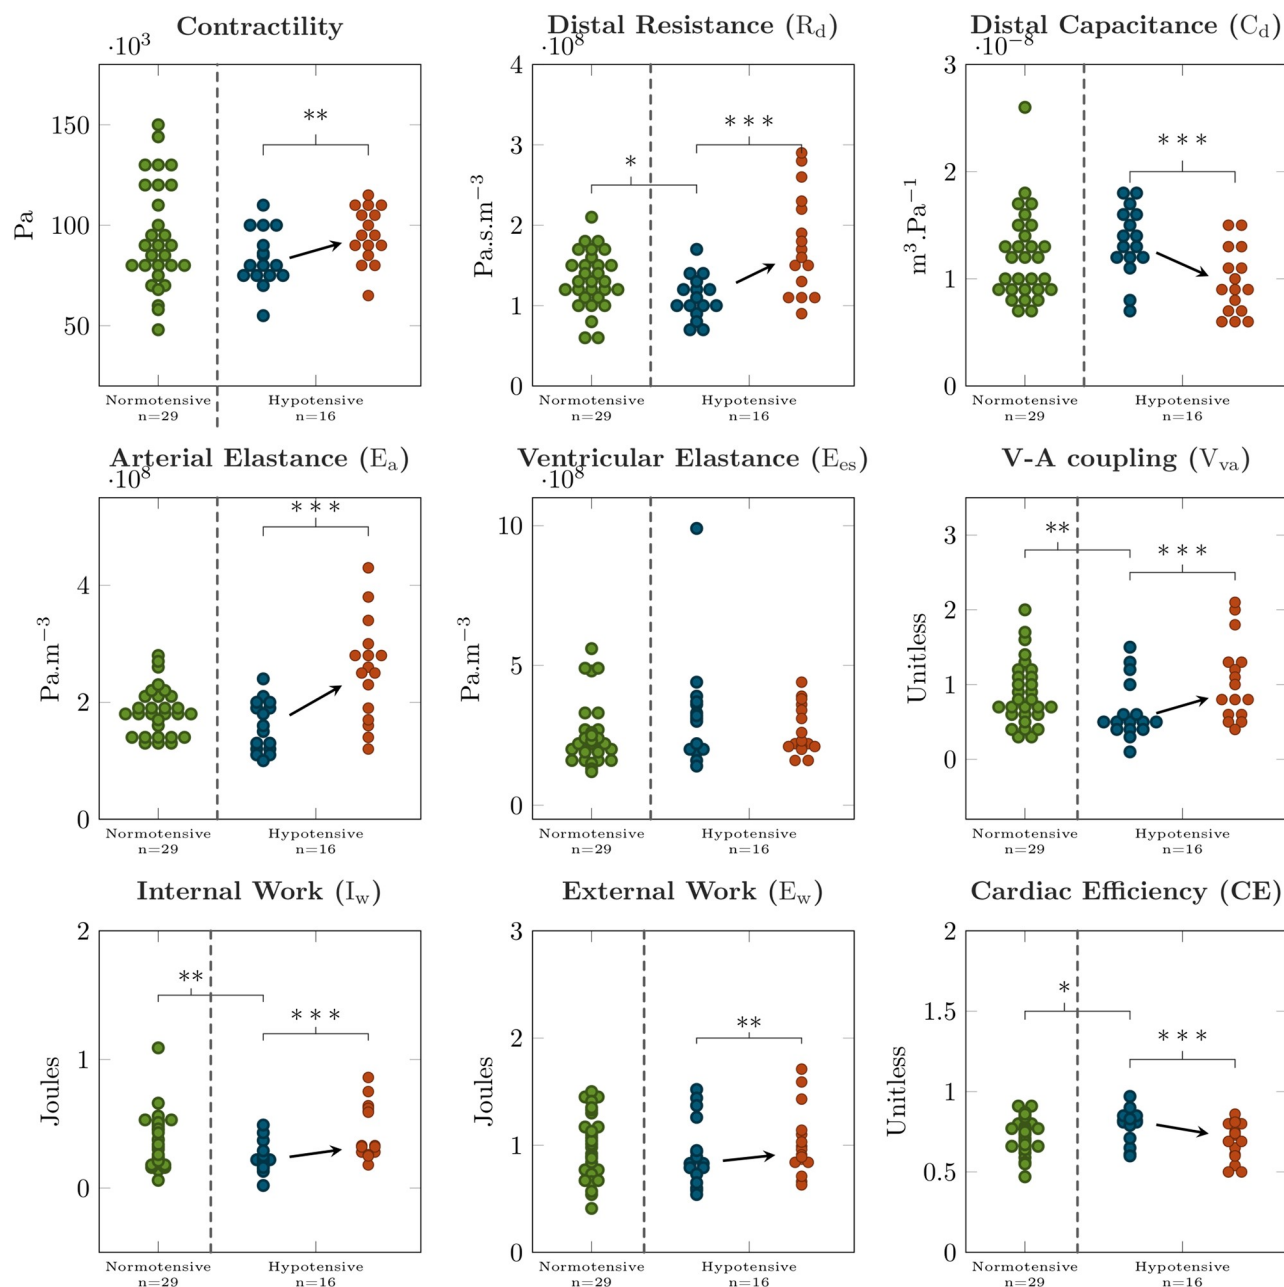 Contractility
·10³
Pa
150
100
50
**
Normotensive
n=29
Hypotensive
n=16
Distal Resistance (R_d)
·10⁸
Pa.s.m⁻³
4
3
2
1
0
*
***
Normotensive
n=29
Hypotensive
n=16
Distal Capacitance (C_d)
·10⁻⁸
m³.Pa⁻¹
3
2
1
0
***
Normotensive
n=29
Hypotensive
n=16
Arterial Elastance (E_a)
·10⁸
Pa.m⁻³
4
2
0
***
Normotensive
n=29
Hypotensive
n=16
Ventricular Elastance (E_es)
·10⁸
Pa.m⁻³
10
5
0
Normotensive
n=29
Hypotensive
n=16
V-A coupling (V_va)
Unitless
3
2
1
0
**
***
Normotensive
n=29
Hypotensive
n=16
Internal Work (I_w)
Joules
2
1
0
**
***
Normotensive
n=29
Hypotensive
n=16
External Work (E_w)
Joules
3
2
1
0
**
Normotensive
n=29
Hypotensive
n=16
Cardiac Efficiency (CE)
Unitless
2
1.5
1
0.5
0
*
***
Normotensive
n=29
Hypotensive
n=16